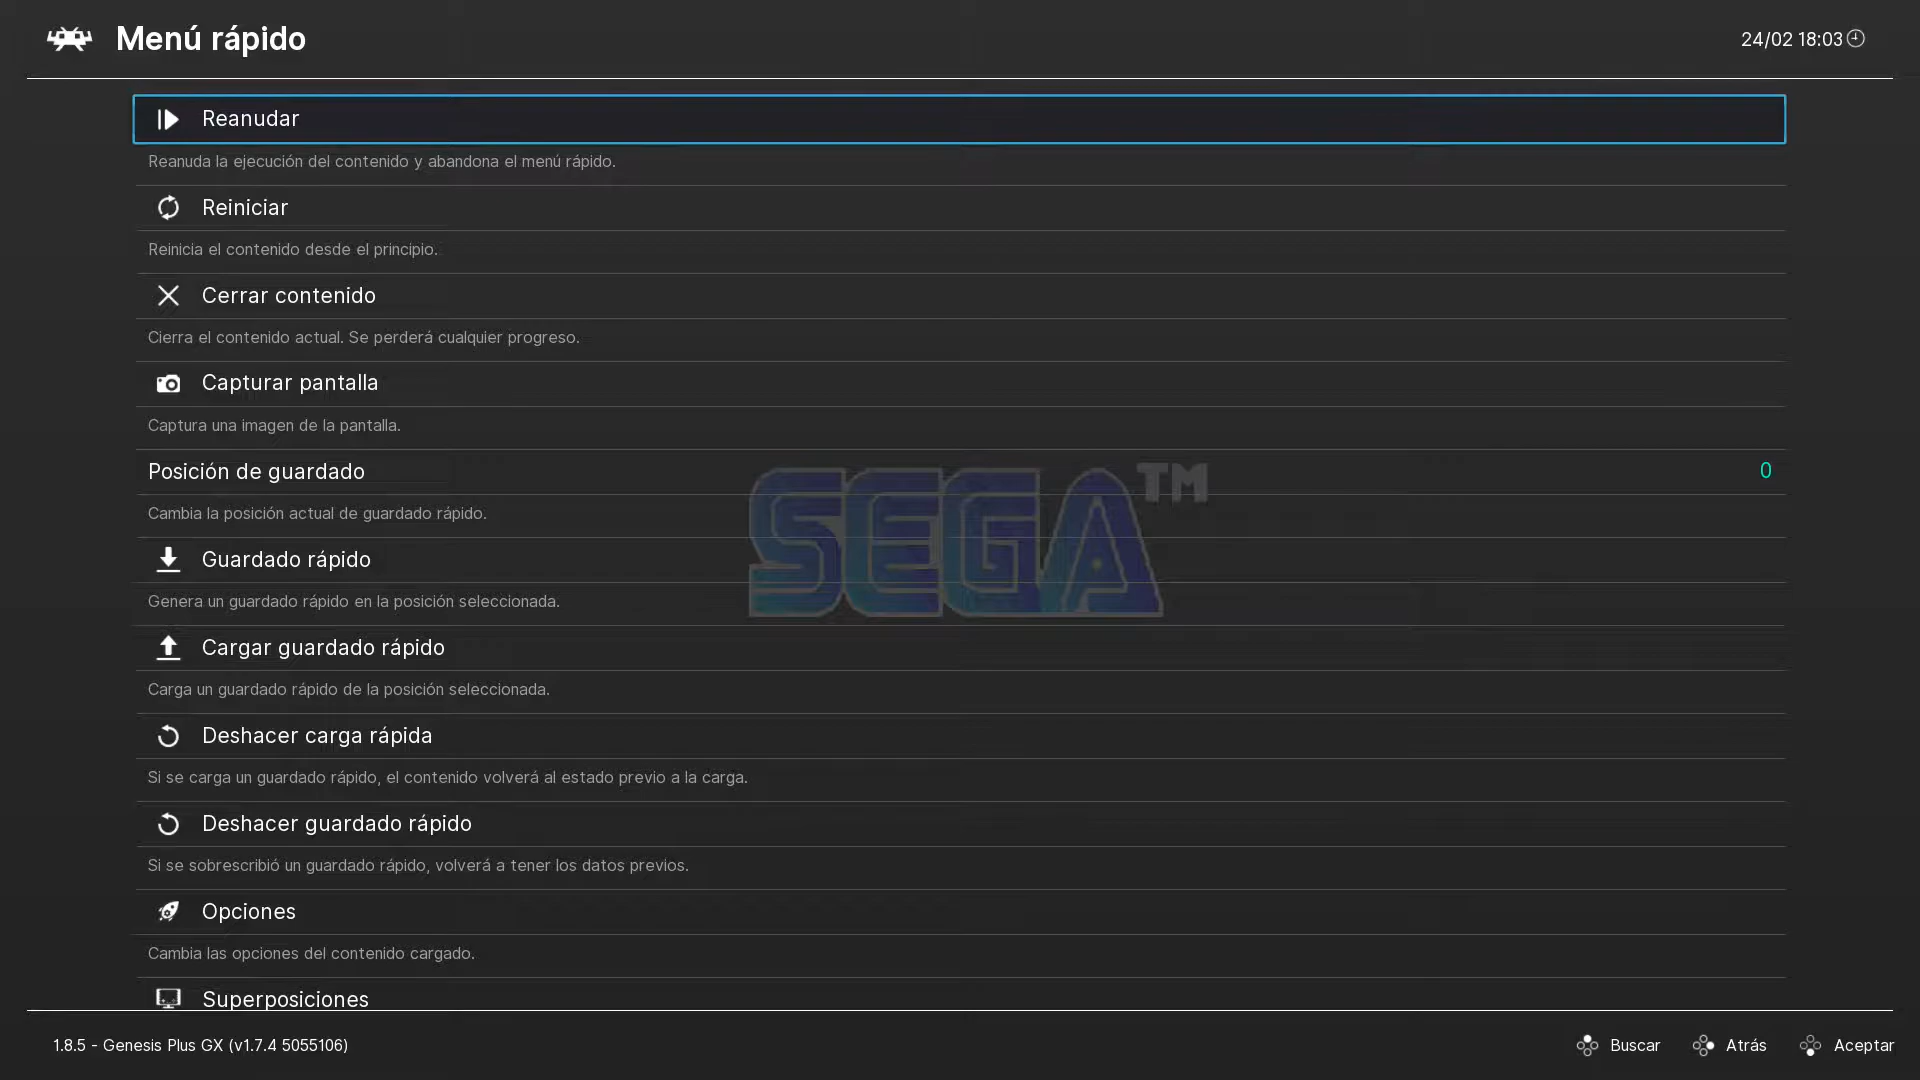 Menú rápido
24/02 18:03
Reanudar
Reanuda la ejecución del contenido y abandona el menú rápido.
Reiniciar
Reinicia el contenido desde el principio.
Cerrar contenido
Cierra el contenido actual. Se perderá cualquier progreso.
Capturar pantalla
Captura una imagen de la pantalla.
Posición de guardado 0
Cambia la posición actual de guardado rápido.
SEGA™
Guardado rápido
Genera un guardado rápido en la posición seleccionada.
Cargar guardado rápido
Carga un guardado rápido de la posición seleccionada.
Deshacer carga rápida
Si se carga un guardado rápido, el contenido volverá al estado previo a la carga.
Deshacer guardado rápido
Si se sobrescribió un guardado rápido, volverá a tener los datos previos.
Opciones
Cambia las opciones del contenido cargado.
Superposiciones
1.8.5 - Genesis Plus GX (v1.7.4 5055106)
Buscar Atrás Aceptar